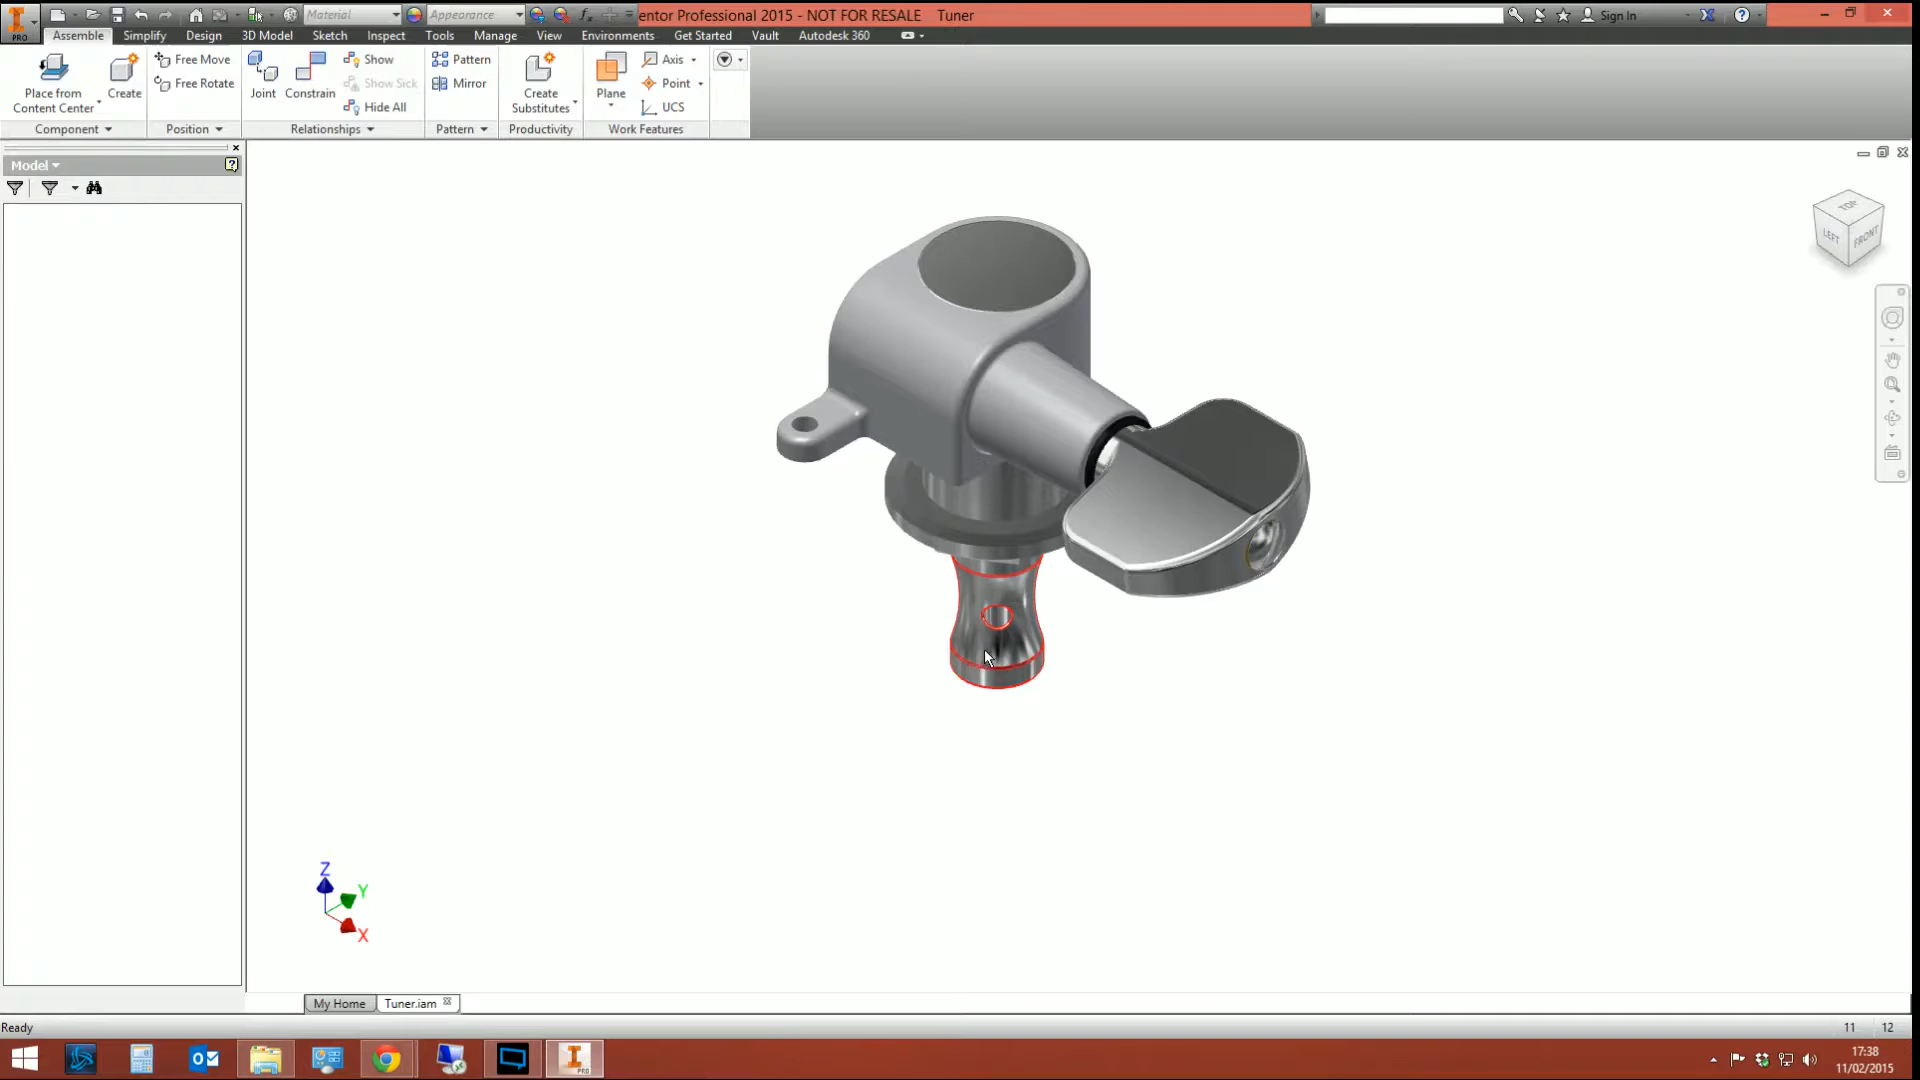 Material
Appearance
entor Professional 2015 - NOT FOR RESALE Tuner
Sign In
PRO
Assemble Simplify Design 3D Model Sketch Inspect Tools Manage View Environments Get Started Vault Autodesk 360
Place from
Content Center
Create
Free Move
Free Rotate
Joint
Constrain
Show
Show Sick
Hide All
Pattern
Mirror
Create
Substitutes
Plane
Axis
Point
UCS
Component
Position
Relationships
Pattern
Productivity
Work Features
Model
TOP
LEFT
FRONT
Z
Y
X
My Home
Tuner.iam
Ready
11 12
PRO
17:38
11/02/2015